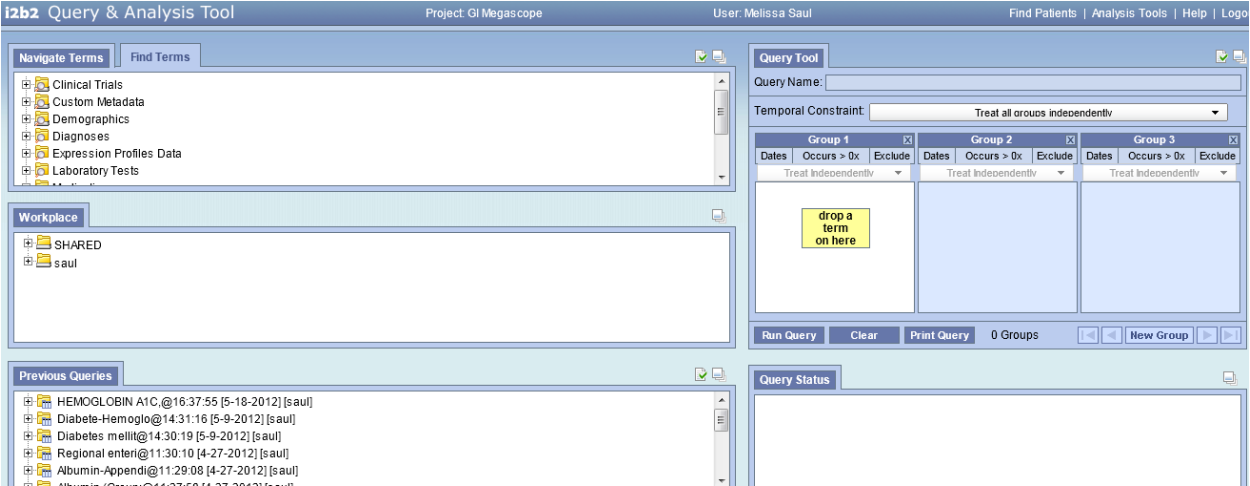 i2b2 Query & Analysis Tool Project: GI Megascope User: Melissa Saul Find Patients | Analysis Tools | Help | Logo
Navigate Terms Find Terms
Clinical Trials
Custom Metadata
Demographics
Diagnoses
Expression Profiles Data
Laboratory Tests
Workplace
SHARED
saul
Previous Queries
HEMOGLOBIN A1C,@16:37:55 [5-18-2012] [saul]
Diabete-Hemoglo@14:31:16 [5-9-2012] [saul]
Diabetes mellit@14:30:19 [5-9-2012] [saul]
Regional enteri@11:30:10 [4-27-2012] [saul]
Albumin-Appendi@11:29:08 [4-27-2012] [saul]
Query Tool
Query Name:
Temporal Constraint: Treat all groups independently
Group 1 Group 2 Group 3
Dates Occurs > 0x Exclude Dates Occurs > 0x Exclude Dates Occurs > 0x Exclude
Treat Independently Treat Independently Treat Independently
drop a
term
on here
Run Query Clear Print Query 0 Groups New Group
Query Status